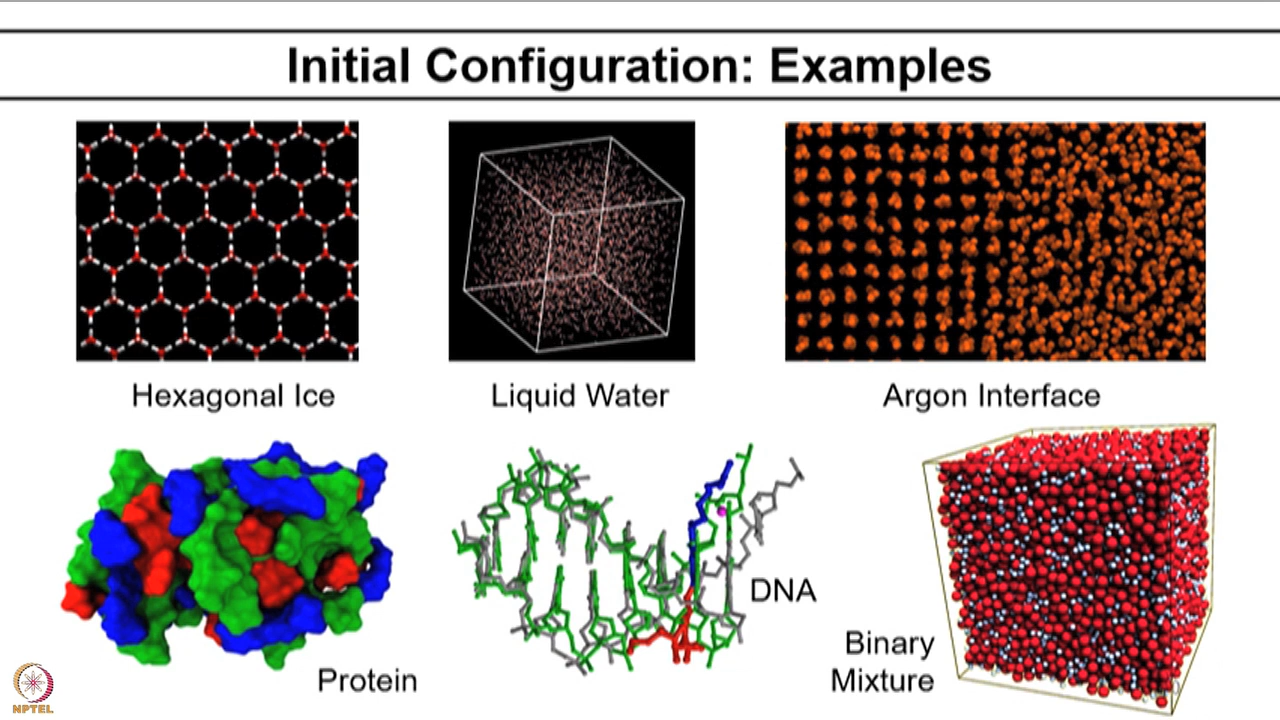 Initial Configuration: Examples
Hexagonal Ice
Liquid Water
Argon Interface
Protein
DNA
Binary
Mixture
NPTEL